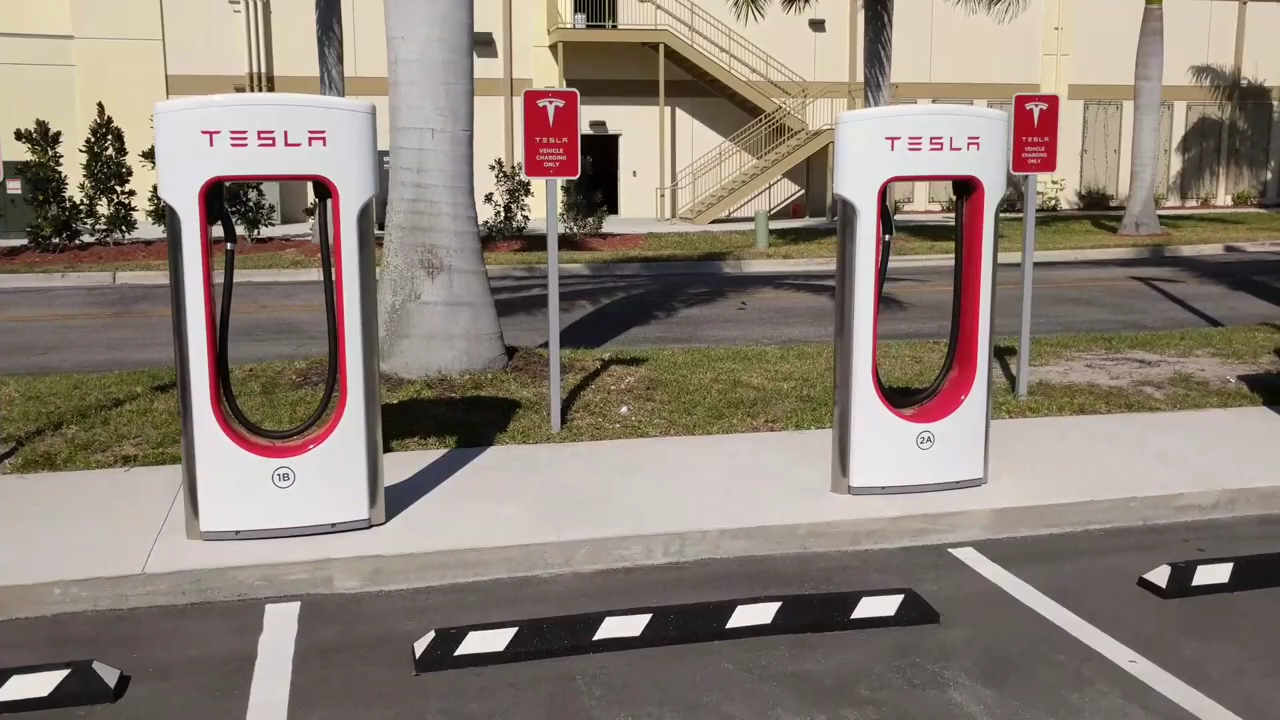 TESLA
1B
TESLA
VEHICLE
CHARGING
ONLY
TESLA
2A
TESLA
VEHICLE
CHARGING
ONLY